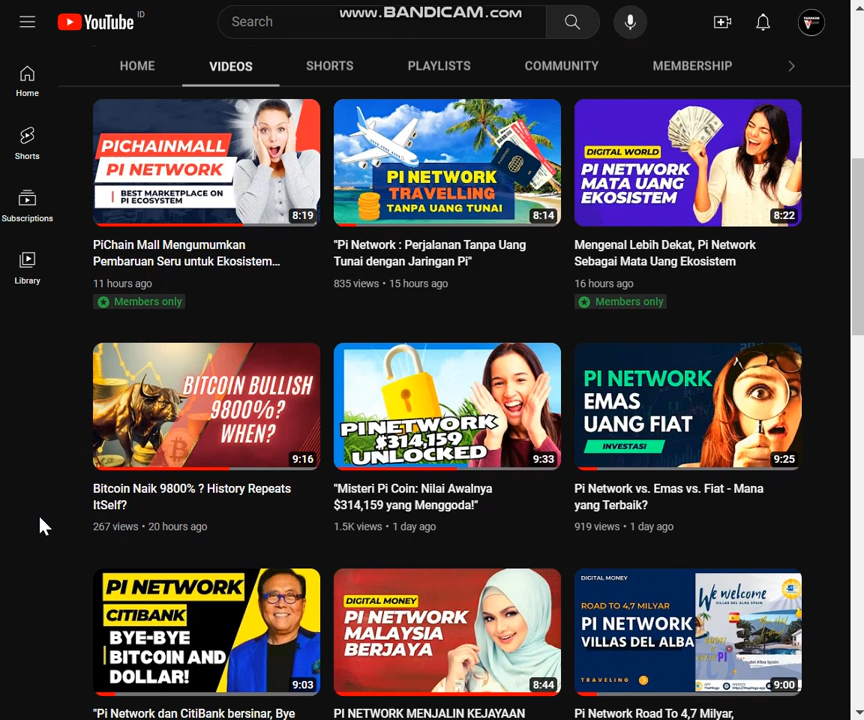 www.BANDICAM.com
YouTube ID
Search
HOME
VIDEOS
SHORTS
PLAYLISTS
COMMUNITY
MEMBERSHIP
Home
Shorts
Subscriptions
Library
PICHAINMALL
PI NETWORK
BEST MARKETPLACE ON
PI ECOSYSTEM
8:19
PiChain Mall Mengumumkan
Pembaruan Seru untuk Ekosistem...
11 hours ago
Members only
PI NETWORK
TRAVELLING
TANPA UANG TUNAI
8:14
"Pi Network : Perjalanan Tanpa Uang
Tunai dengan Jaringan Pi"
835 views • 15 hours ago
DIGITAL WORLD
PI NETWORK
MATA UANG
EKOSISTEM
8:22
Mengenal Lebih Dekat, Pi Network
Sebagai Mata Uang Ekosistem
16 hours ago
Members only
BITCOIN BULLISH
9800%?
WHEN?
9:16
Bitcoin Naik 9800% ? History Repeats
ItSelf?
267 views • 20 hours ago
PI NETWORK
$314,159
UNLOCKED
9:33
"Misteri Pi Coin: Nilai Awalnya
$314,159 yang Menggoda!"
1.5K views • 1 day ago
PI NETWORK
EMAS
UANG FIAT
INVESTASI
9:25
Pi Network vs. Emas vs. Fiat - Mana
yang Terbaik?
919 views • 1 day ago
PI NETWORK
CITIBANK
BYE-BYE
BITCOIN AND
DOLLAR!
9:03
"Pi Network dan CitiBank bersinar, Bye
DIGITAL MONEY
PI NETWORK
MALAYSIA
BERJAYA
8:44
PI NETWORK MENJALIN KEJAYAAN
DIGITAL MONEY
ROAD TO 4,7 MILYAR
PI NETWORK
VILLAS DEL ALBA
TRAVELING
We welcome
VILLAS DEL ALBA SPAIN
9:00
Pi Network Road To 4,7 Milyar,